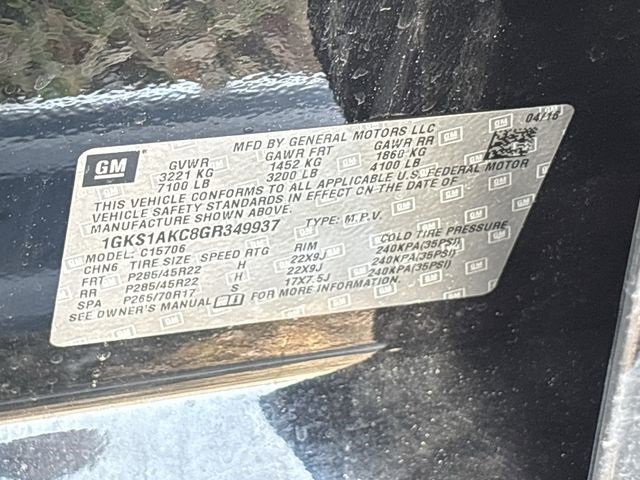 MFD BY GENERAL MOTORS LLC
04/16
GM
GVWR GAWR FRT GAWR RR
3221 KG 1452 KG 1860 KG
7100 LB 3200 LB 4100 LB
THIS VEHICLE CONFORMS TO ALL APPLICABLE U.S. FEDERAL MOTOR
VEHICLE SAFETY STANDARDS IN EFFECT ON THE DATE OF
MANUFACTURE SHOWN ABOVE.
1GKS1AKC8GR349937 TYPE: M.P.V.
MODEL: C15706
CHN6 TIRE SIZE SPEED RTG RIM COLD TIRE PRESSURE
FRT P285/45R22 H 22X9J 240KPA(35PSI)
RR P285/45R22 H 22X9J 240KPA(35PSI)
SPA P265/70R17 S 17X7.5J 240KPA(35PSI)
SEE OWNER'S MANUAL FOR MORE INFORMATION.